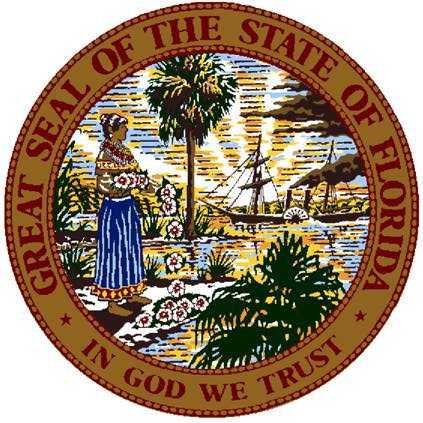 GREAT SEAL OF THE STATE OF FLORIDA
IN GOD WE TRUST